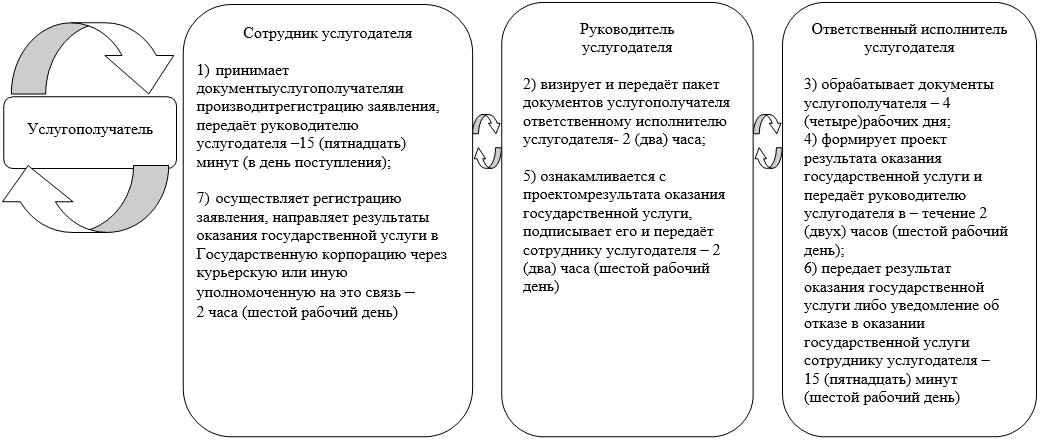 Услугополучатель
Сотрудник услугодателя
1) принимает
документыуслугополучателяи
производитрегистрацию заявления,
передаёт руководителю
услугодателя –15 (пятнадцать)
минут (в день поступления);
7) осуществляет регистрацию
заявления, направляет результаты
оказания государственной услуги в
Государственную корпорацию через
курьерскую или иную
уполномоченную на это связь –
2 часа (шестой рабочий день)
Руководитель
услугодателя
2) визирует и передаёт пакет
документов услугополучателя
ответственному исполнителю
услугодателя- 2 (два) часа;
5) ознакамливается с
проектомрезультата оказания
государственной услуги,
подписывает его и передаёт
сотруднику услугодателя – 2
(два) часа (шестой рабочий
день)
Ответственный исполнитель
услугодателя
3) обрабатывает документы
услугополучателя – 4
(четыре)рабочих дня;
4) формирует проект
результата оказания
государственной услуги и
передаёт руководителю
услугодателя в – течение 2
(двух) часов (шестой рабочий
день);
6) передает результат
оказания государственной
услуги либо уведомление об
отказе в оказании
государственной услуги
сотруднику услугодателя –
15 (пятнадцать) минут
(шестой рабочий день)